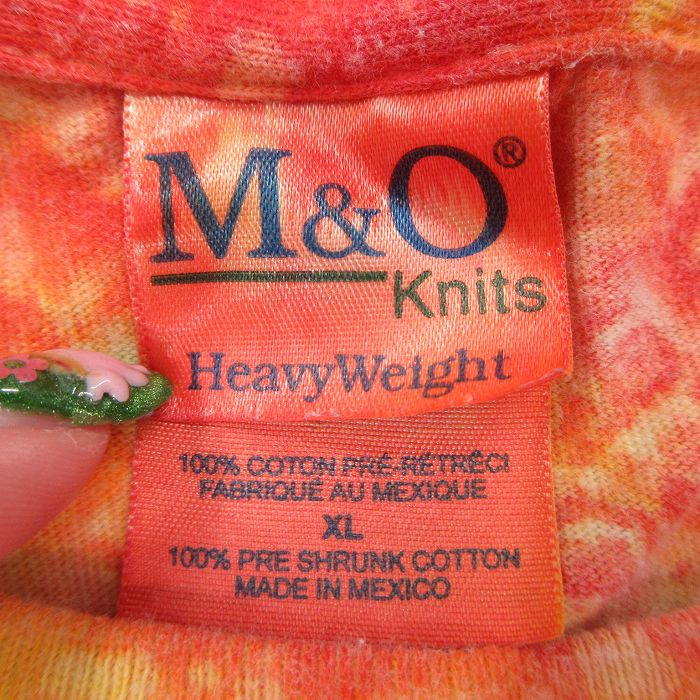 M&O®
Knits
HeavyWeight
100% COTON PRÉ-RÉTRÉCI
FABRIQUÉ AU MEXIQUE
XL
100% PRE SHRUNK COTTON
MADE IN MEXICO